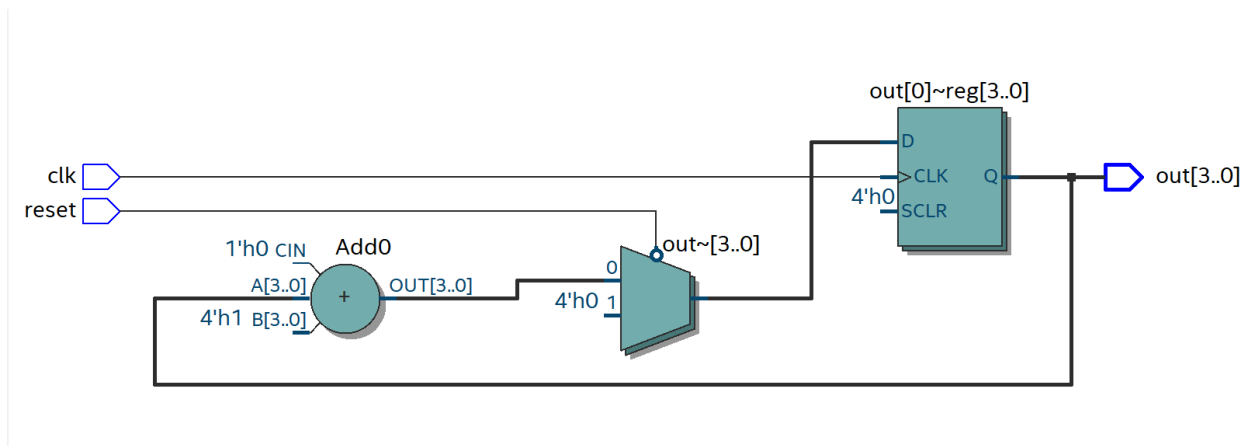 out[0]~reg[3..0]
D
clk
CLK
Q
out[3..0]
4'h0
SCLR
reset
out~[3..0]
1'h0 CIN
Add0
0
A[3..0]
+
OUT[3..0]
4'h0 1
4'h1 B[3..0]